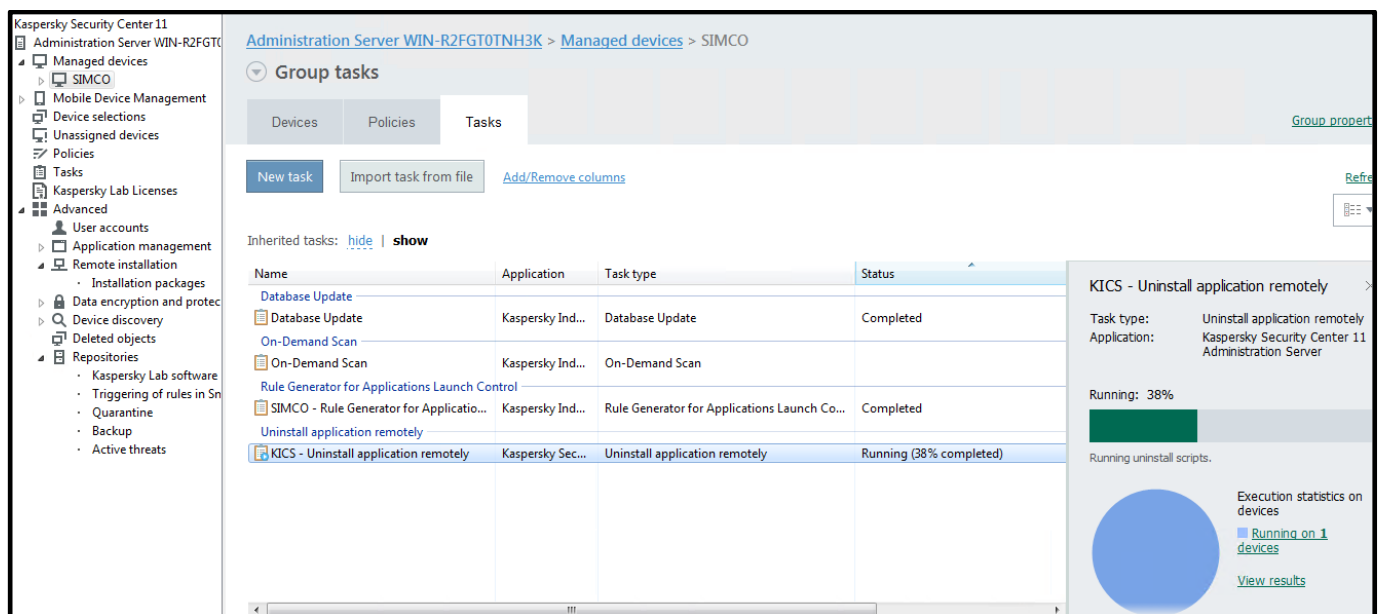 Kaspersky Security Center 11
Administration Server WIN-R2FGT0
Managed devices
SIMCO
Mobile Device Management
Device selections
Unassigned devices
Policies
Tasks
Kaspersky Lab Licenses
Advanced
User accounts
Application management
Remote installation
Installation packages
Data encryption and protec
Device discovery
Deleted objects
Repositories
Kaspersky Lab software
Triggering of rules in Sn
Quarantine
Backup
Active threats
Administration Server WIN-R2FGT0TNH3K > Managed devices > SIMCO
Group tasks
Devices Policies Tasks
Group propert
New task Import task from file Add/Remove columns
Refre
Inherited tasks: hide | show
Name Application Task type Status
Database Update
Database Update Kaspersky Ind... Database Update Completed
On-Demand Scan
On-Demand Scan Kaspersky Ind... On-Demand Scan
Rule Generator for Applications Launch Control
SIMCO - Rule Generator for Applicatio... Kaspersky Ind... Rule Generator for Applications Launch Co... Completed
Uninstall application remotely
KICS - Uninstall application remotely Kaspersky Sec... Uninstall application remotely Running (38% completed)
KICS - Uninstall application remotely
Task type: Uninstall application remotely
Application: Kaspersky Security Center 11
Administration Server
Running: 38%
Running uninstall scripts.
Execution statistics on
devices
Running on 1
devices
View results